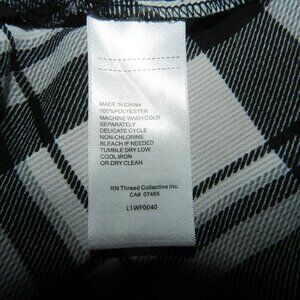 MADE IN CHINA
100%POLYESTER
MACHINE WASH COLD
SEPARATELY
DELICATE CYCLE
NON-CHLORINE
BLEACH IF NEEDED
TUMBLE DRY LOW
COOL IRON
OR DRY CLEAN
RN Thread Collective Inc.
CA# 07465
L1WF0040